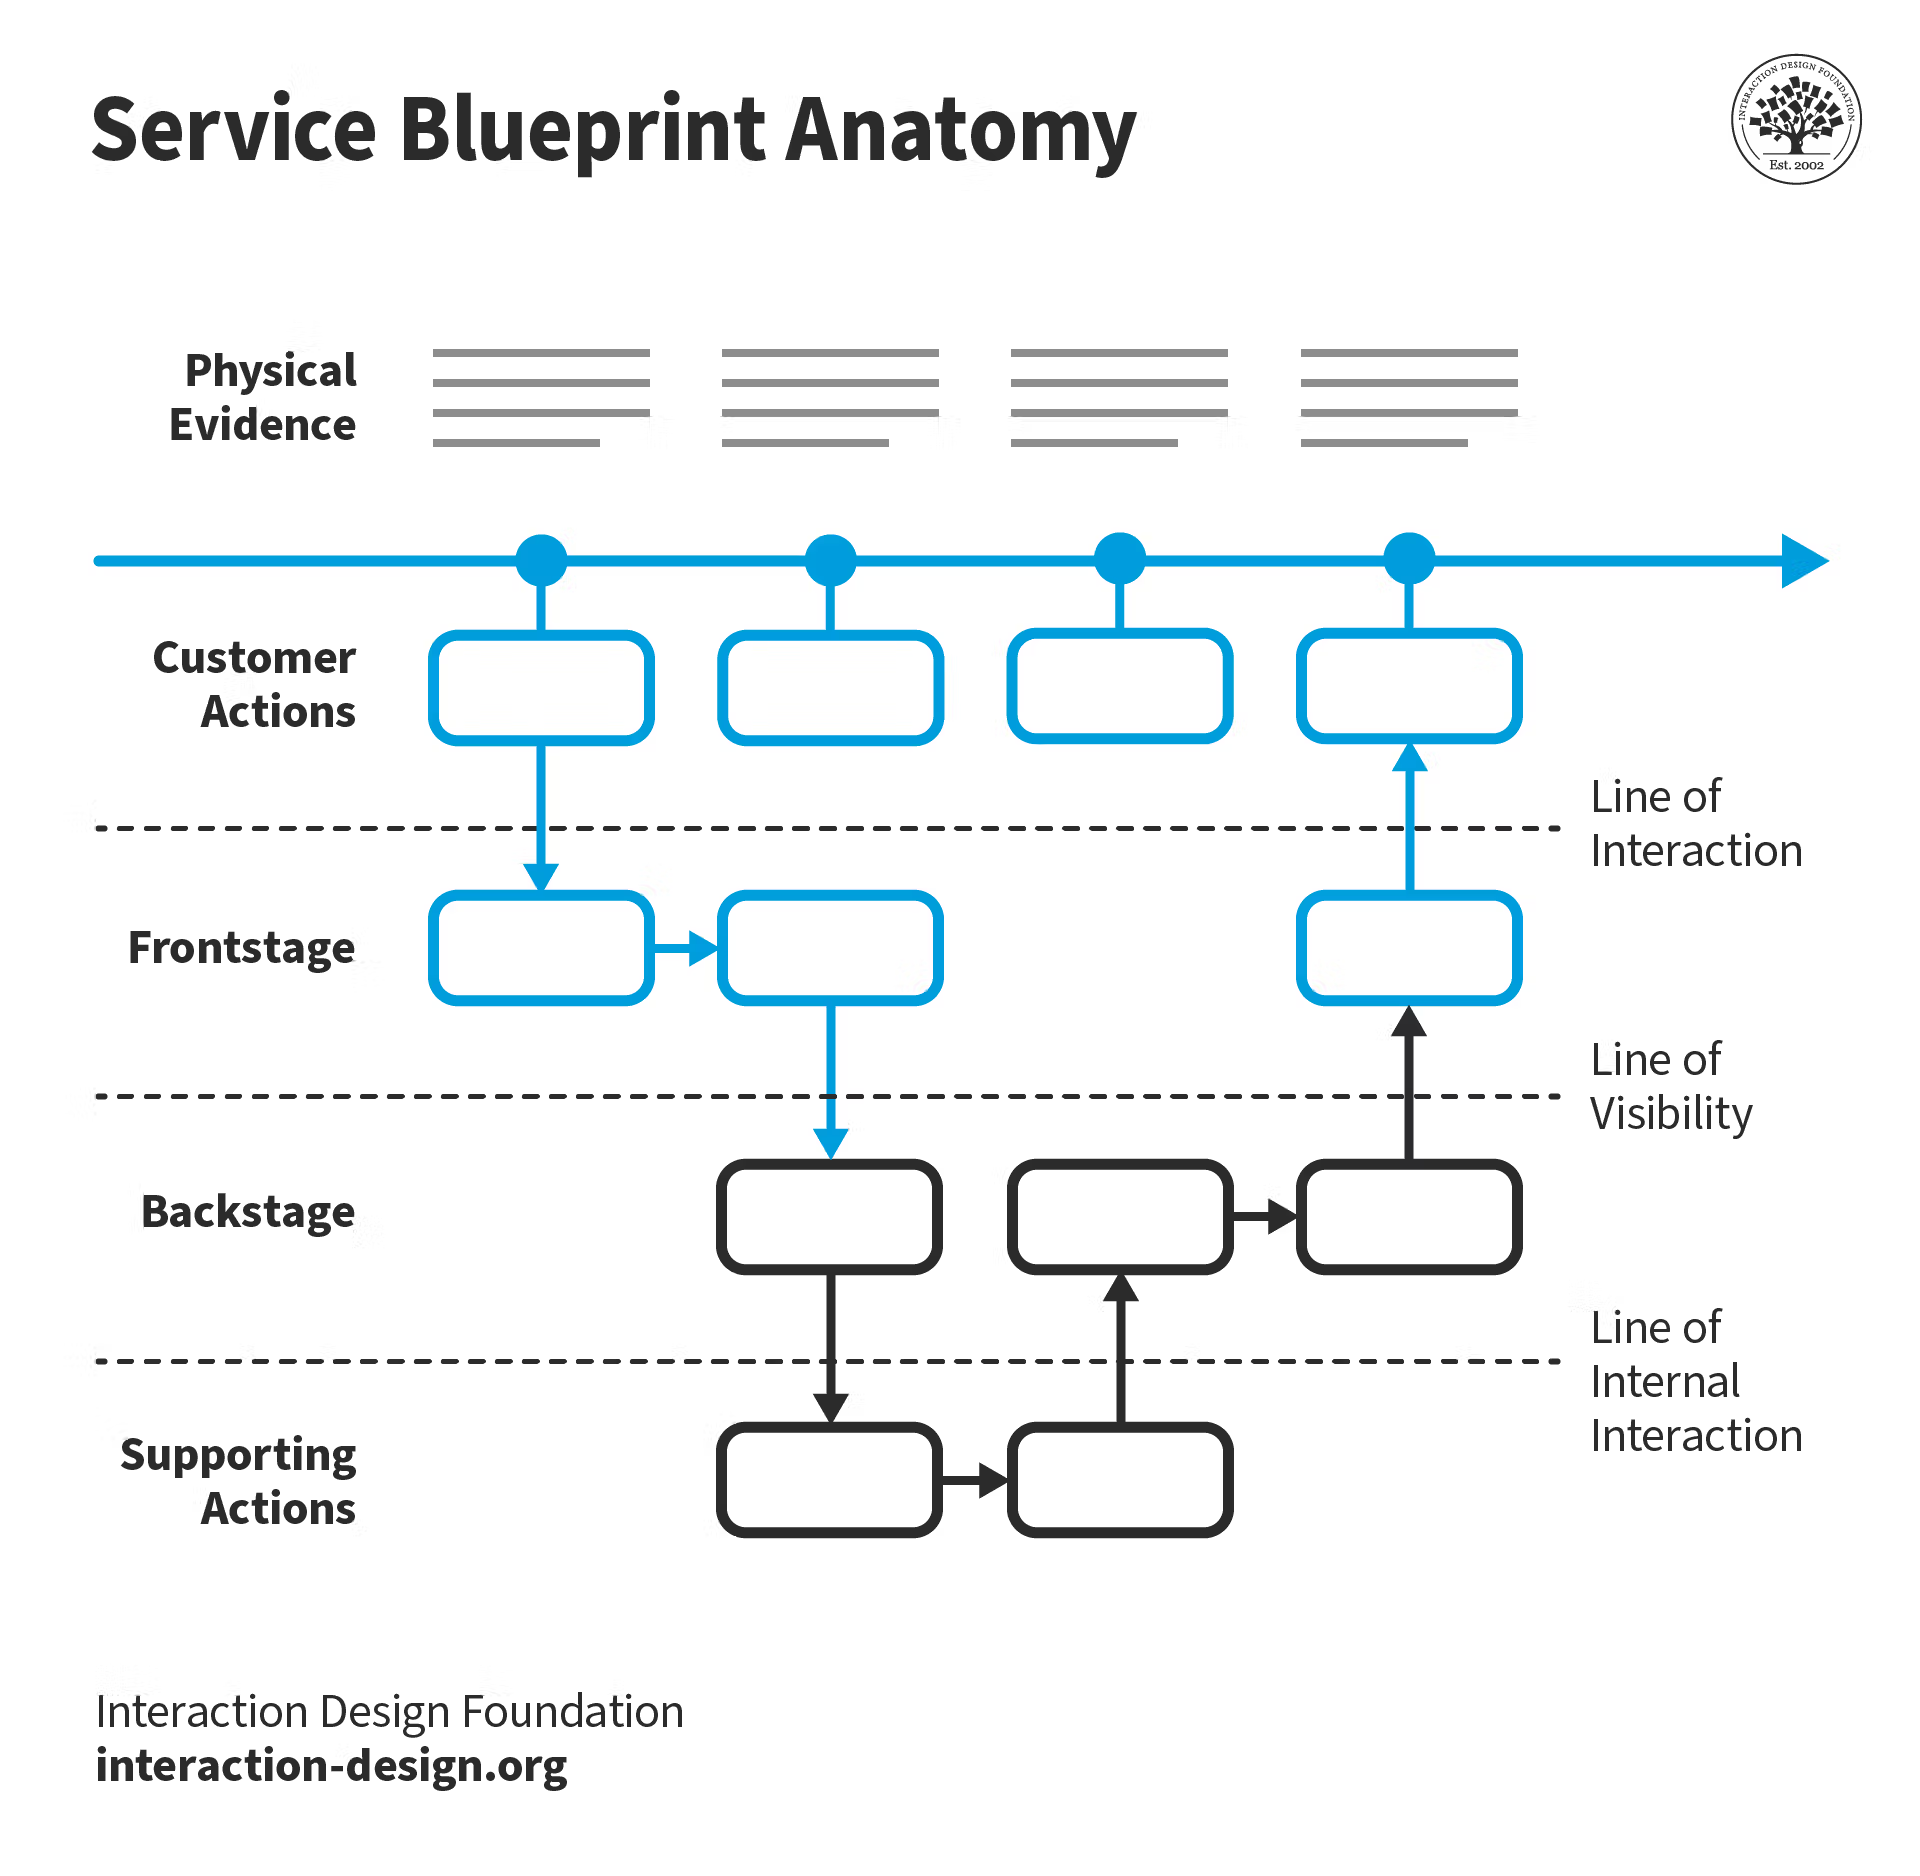 Service Blueprint Anatomy
INTERACTION DESIGN FOUNDATION
Est. 2002
Physical
Evidence
Customer
Actions
Line of
Interaction
Frontstage
Line of
Visibility
Backstage
Line of
Internal
Interaction
Supporting
Actions
Interaction Design Foundation
interaction-design.org